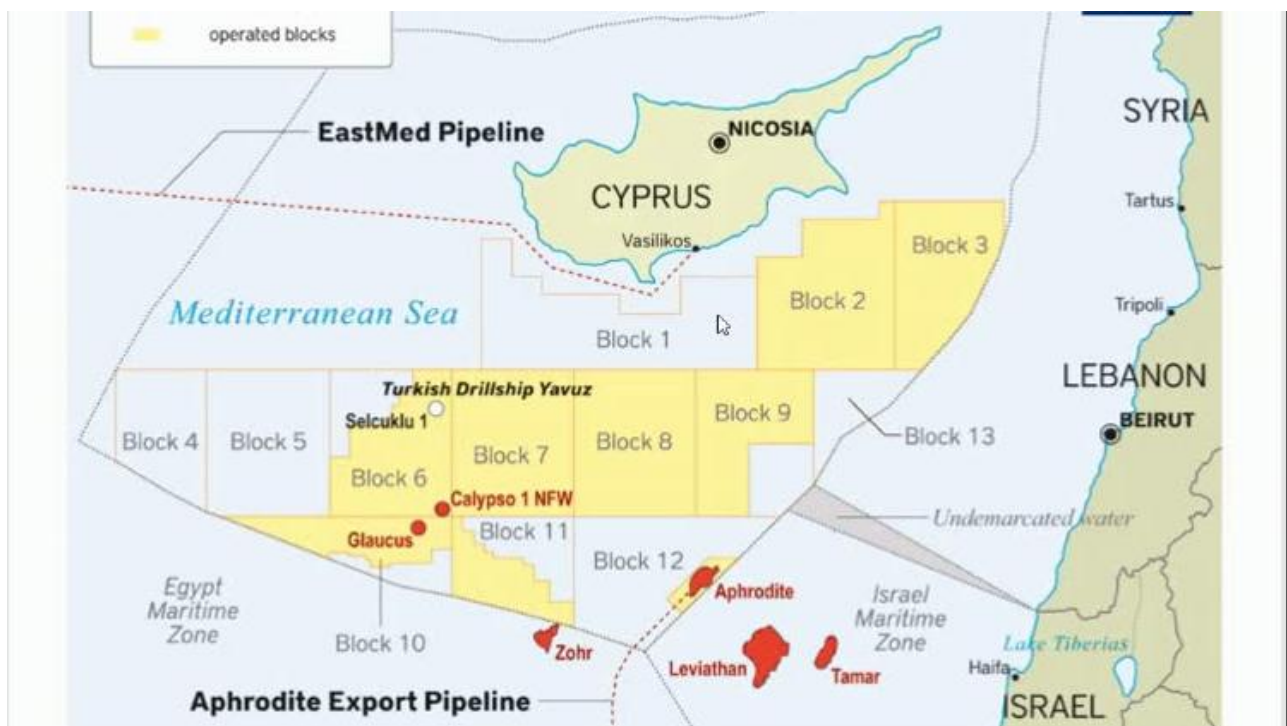 operated blocks
EastMed Pipeline
NICOSIA
SYRIA
CYPRUS
Tartus
Vasilikos
Block 3
Block 2
Mediterranean Sea
Tripoli
Block 1
LEBANON
Turkish Drillship Yavuz
Selcuklu 1
Block 9
BEIRUT
Block 4
Block 5
Block 8
Block 13
Block 7
Block 6
Calypso 1 NFW
Undemarcated water
Glaucus
Block 11
Block 12
Egypt
Maritime
Zone
Aphrodite
Israel
Maritime
Zone
Block 10
Zohr
Lake Tiberias
Leviathan
Tamar
Haifa
Aphrodite Export Pipeline
ISRAEL